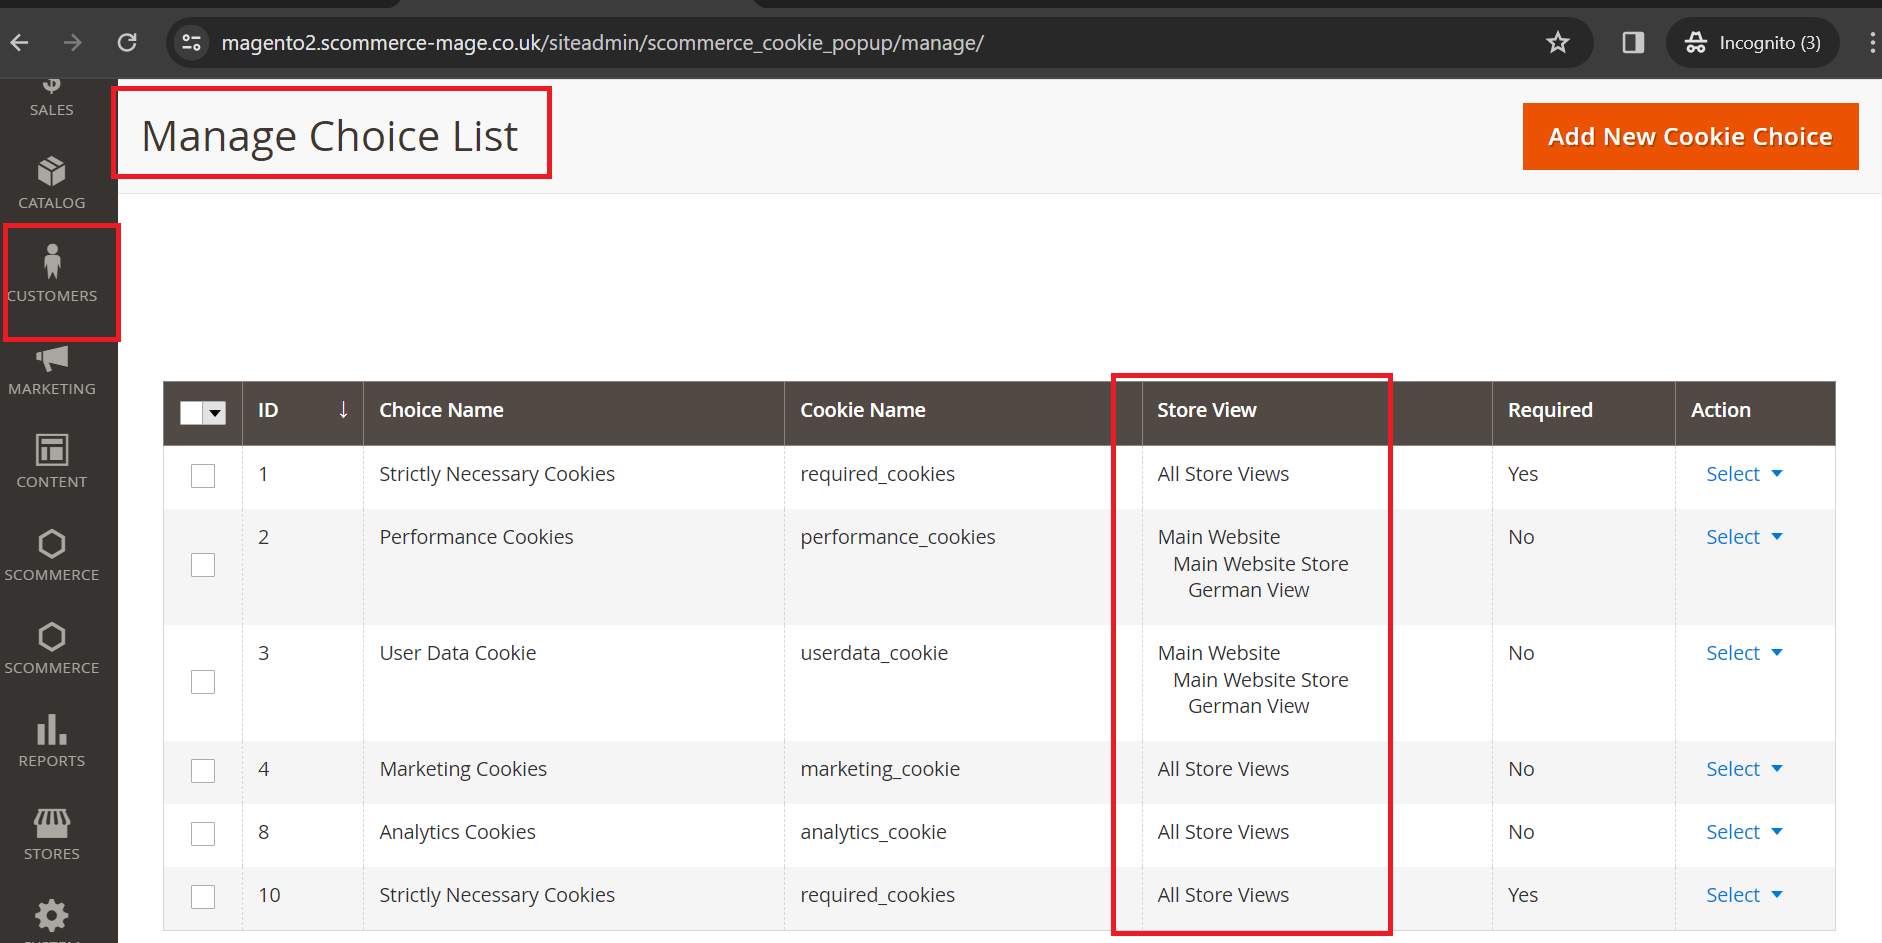 magento2.scommerce-mage.co.uk/siteadmin/scommerce_cookie_popup/manage/
Incognito (3)
SALES
CATALOG
CUSTOMERS
MARKETING
CONTENT
SCOMMERCE
SCOMMERCE
REPORTS
STORES
Manage Choice List
Add New Cookie Choice
ID ↓ Choice Name Cookie Name Store View Required Action
1 Strictly Necessary Cookies required_cookies All Store Views Yes Select
2 Performance Cookies performance_cookies Main Website No Select
Main Website Store
German View
3 User Data Cookie userdata_cookie Main Website No Select
Main Website Store
German View
4 Marketing Cookies marketing_cookie All Store Views No Select
8 Analytics Cookies analytics_cookie All Store Views No Select
10 Strictly Necessary Cookies required_cookies All Store Views Yes Select